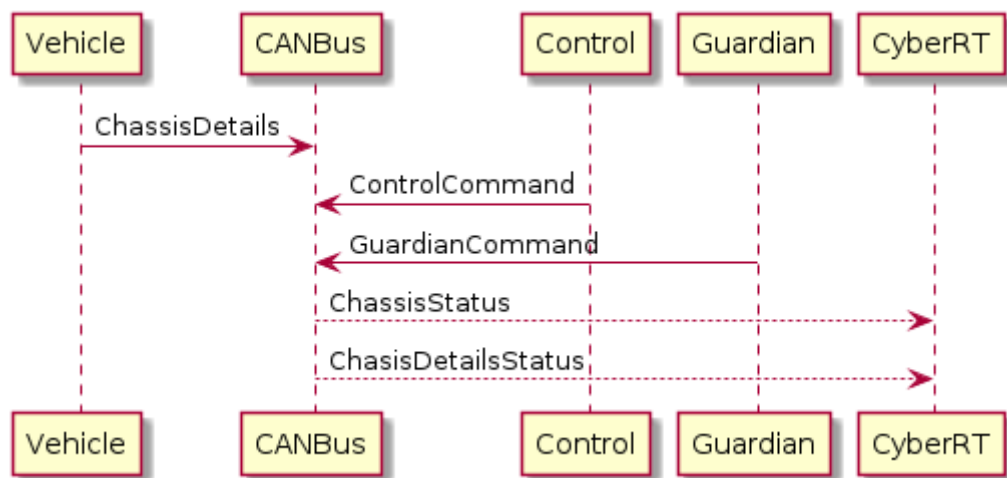 Vehicle CANBus Control Guardian CyberRT
ChassisDetails
ControlCommand
GuardianCommand
ChassisStatus
ChasisDetailsStatus
Vehicle CANBus Control Guardian CyberRT